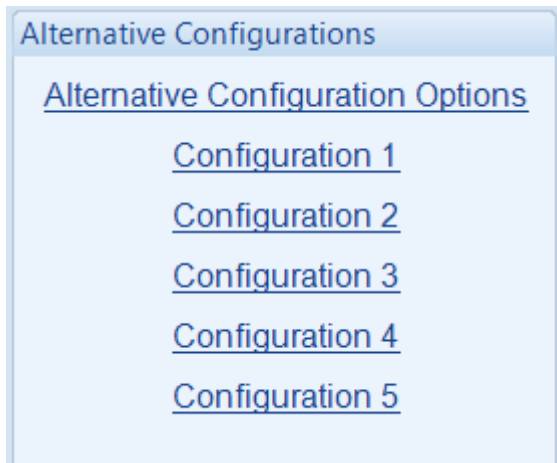 Alternative Configurations
Alternative Configuration Options
Configuration 1
Configuration 2
Configuration 3
Configuration 4
Configuration 5